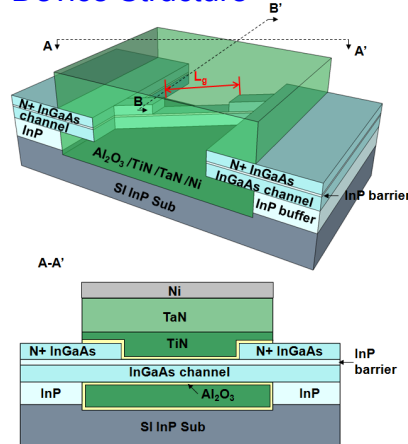 Device Structure
B'
A
A'
Lg
B
N+ InGaAs
channel
InP
N+ InGaAs
InGaAs channel
InP barrier
InP buffer
Al2O3 /TiN /TaN /Ni
SI InP Sub
A-A'
Ni
TaN
TiN
N+ InGaAs
N+ InGaAs
InP
barrier
InGaAs channel
InP
Al2O3
InP
SI InP Sub